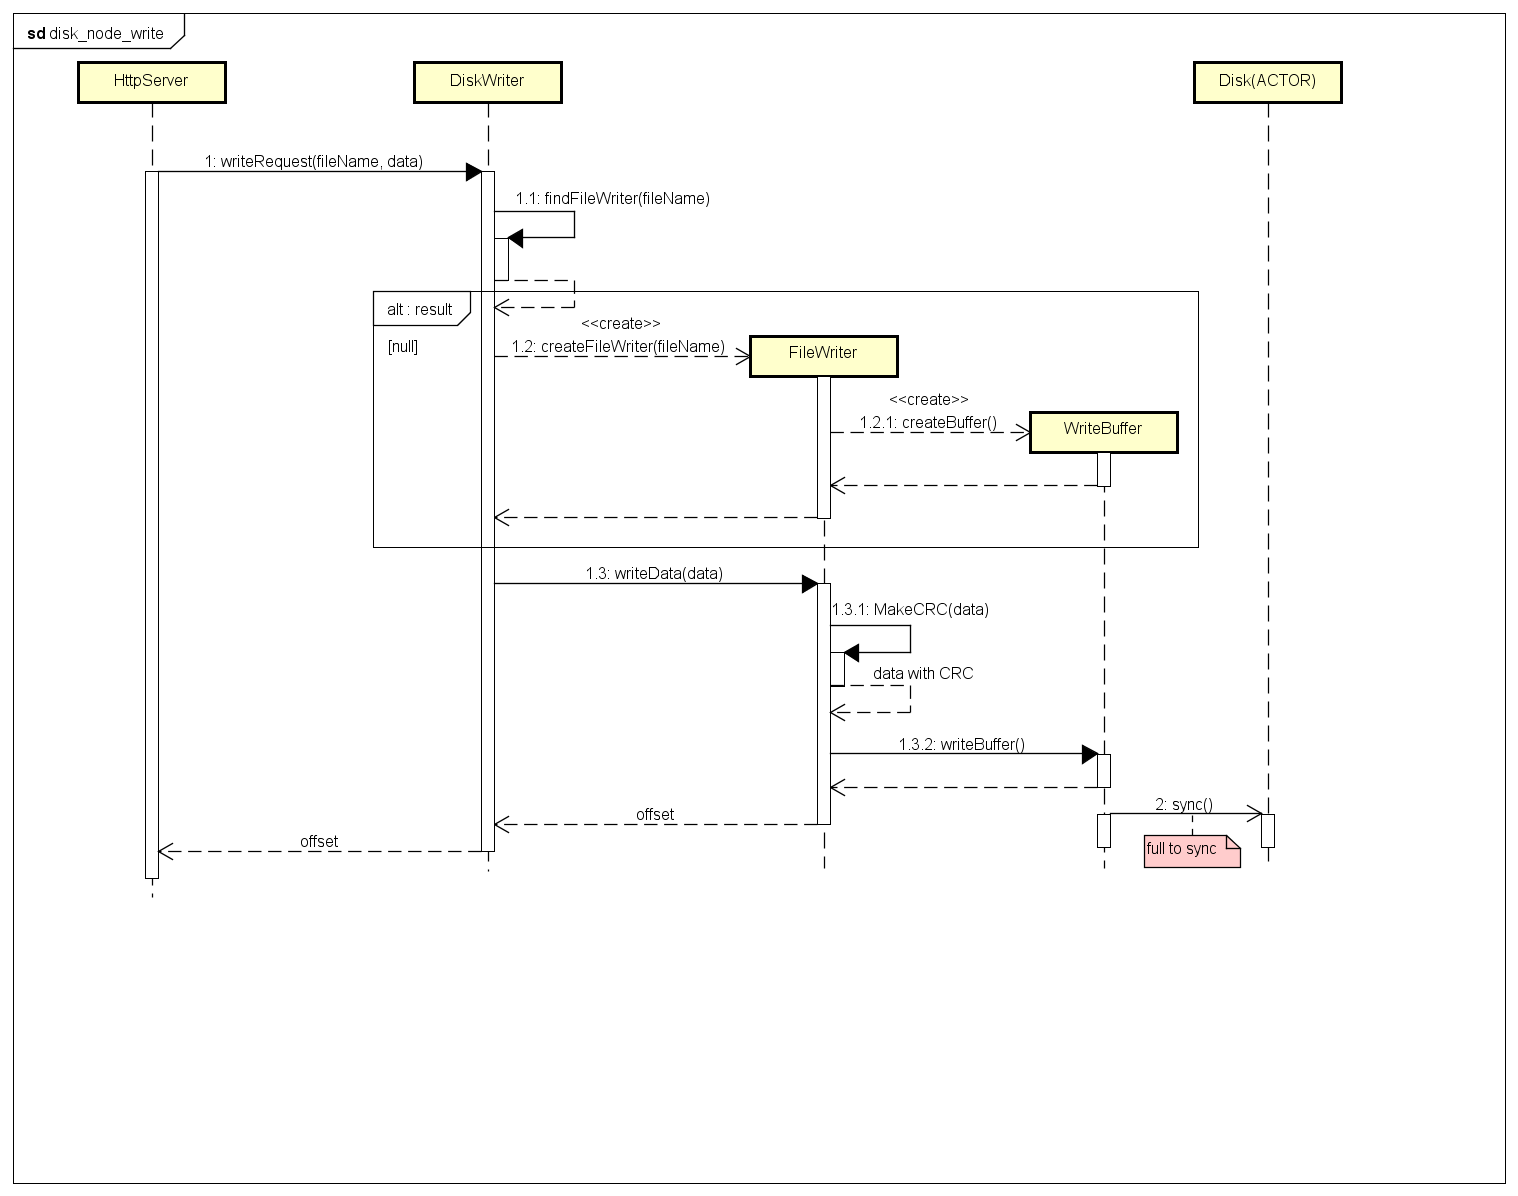 sd disk_node_write
HttpServer
DiskWriter
Disk(ACTOR)
1: writeRequest(fileName, data)
1.1: findFileWriter(fileName)
alt : result
[null]
<<create>>
1.2: createFileWriter(fileName)
FileWriter
<<create>>
1.2.1: createBuffer()
WriteBuffer
1.3: writeData(data)
1.3.1: MakeCRC(data)
data with CRC
1.3.2: writeBuffer()
2: sync()
offset
full to sync
offset